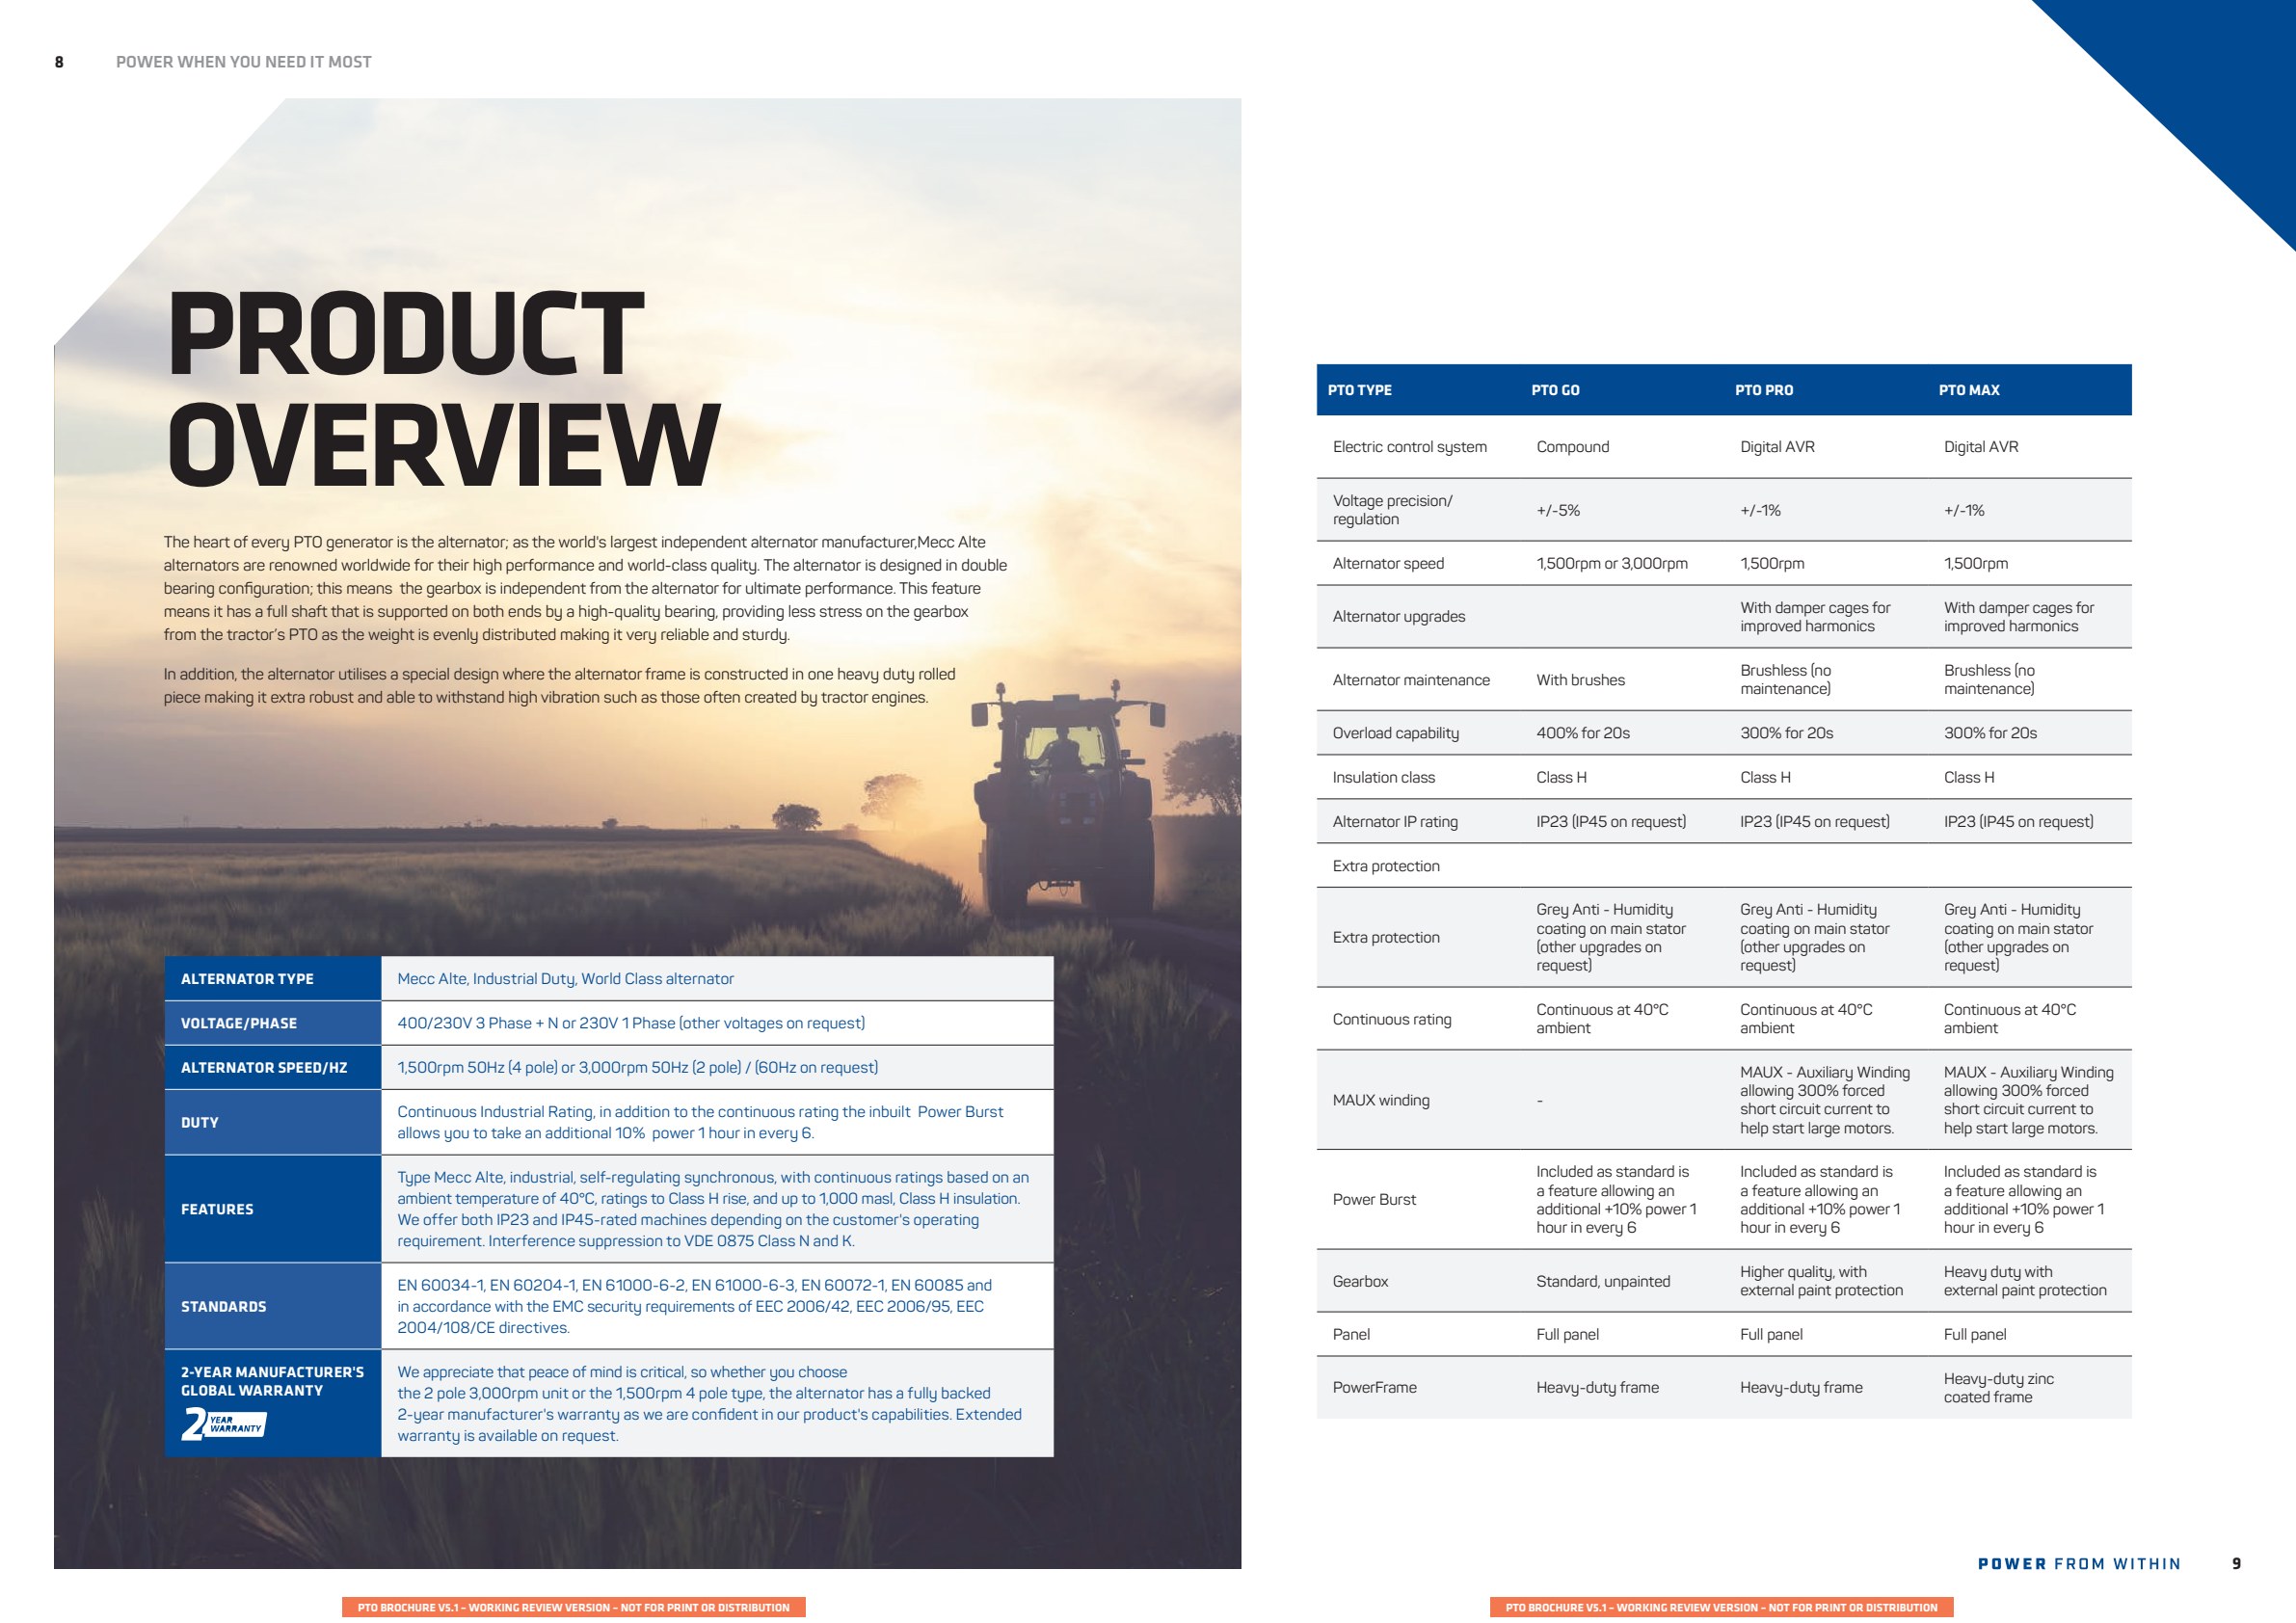 8
POWER WHEN YOU NEED IT MOST
PRODUCT
OVERVIEW
The heart of every PTO generator is the alternator; as the world's largest independent alternator manufacturer,Mecc Alte
alternators are renowned worldwide for their high performance and world-class quality. The alternator is designed in double
bearing configuration; this means  the gearbox is independent from the alternator for ultimate performance. This feature
means it has a full shaft that is supported on both ends by a high-quality bearing, providing less stress on the gearbox
from the tractor's PTO as the weight is evenly distributed making it very reliable and sturdy.
In addition, the alternator utilises a special design where the alternator frame is constructed in one heavy duty rolled
piece making it extra robust and able to withstand high vibration such as those often created by tractor engines.
ALTERNATOR TYPE
Mecc Alte, Industrial Duty, World Class alternator
VOLTAGE/PHASE
400/230V 3 Phase + N or 230V 1 Phase (other voltages on request)
ALTERNATOR SPEED/HZ
1,500rpm 50Hz (4 pole) or 3,000rpm 50Hz (2 pole) / (60Hz on request)
DUTY
Continuous Industrial Rating, in addition to the continuous rating the inbuilt  Power Burst
allows you to take an additional 10%  power 1 hour in every 6.
FEATURES
Type Mecc Alte, industrial, self-regulating synchronous, with continuous ratings based on an
ambient temperature of 40°C, ratings to Class H rise, and up to 1,000 masl, Class H insulation.
We offer both IP23 and IP45-rated machines depending on the customer's operating
requirement. Interference suppression to VDE 0875 Class N and K.
STANDARDS
EN 60034-1, EN 60204-1, EN 61000-6-2, EN 61000-6-3, EN 60072-1, EN 60085 and
in accordance with the EMC security requirements of EEC 2006/42, EEC 2006/95, EEC
2004/108/CE directives.
2-YEAR MANUFACTURER'S
GLOBAL WARRANTY
2 YEAR
WARRANTY
We appreciate that peace of mind is critical, so whether you choose
the 2 pole 3,000rpm unit or the 1,500rpm 4 pole type, the alternator has a fully backed
2-year manufacturer's warranty as we are confident in our product's capabilities. Extended
warranty is available on request.
PTO BROCHURE V5.1 – WORKING REVIEW VERSION – NOT FOR PRINT OR DISTRIBUTION
PTO TYPE PTO GO PTO PRO PTO MAX
Electric control system Compound Digital AVR Digital AVR
Voltage precision/
regulation
+/-5% +/-1% +/-1%
Alternator speed 1,500rpm or 3,000rpm 1,500rpm 1,500rpm
Alternator upgrades
With damper cages for
improved harmonics
With damper cages for
improved harmonics
Alternator maintenance With brushes
Brushless (no
maintenance)
Brushless (no
maintenance)
Overload capability 400% for 20s 300% for 20s 300% for 20s
Insulation class Class H Class H Class H
Alternator IP rating IP23 (IP45 on request) IP23 (IP45 on request) IP23 (IP45 on request)
Extra protection
Extra protection
Grey Anti - Humidity
coating on main stator
(other upgrades on
request)
Grey Anti - Humidity
coating on main stator
(other upgrades on
request)
Grey Anti - Humidity
coating on main stator
(other upgrades on
request)
Continuous rating
Continuous at 40°C
ambient
Continuous at 40°C
ambient
Continuous at 40°C
ambient
MAUX winding
-
MAUX - Auxiliary Winding
allowing 300% forced
short circuit current to
help start large motors.
MAUX - Auxiliary Winding
allowing 300% forced
short circuit current to
help start large motors.
Power Burst
Included as standard is
a feature allowing an
additional +10% power 1
hour in every 6
Included as standard is
a feature allowing an
additional +10% power 1
hour in every 6
Included as standard is
a feature allowing an
additional +10% power 1
hour in every 6
Gearbox
Standard, unpainted
Higher quality, with
external paint protection
Heavy duty with
external paint protection
Panel Full panel Full panel Full panel
PowerFrame Heavy-duty frame Heavy-duty frame
Heavy-duty zinc
coated frame
POWER FROM WITHIN
9
PTO BROCHURE V5.1 – WORKING REVIEW VERSION – NOT FOR PRINT OR DISTRIBUTION